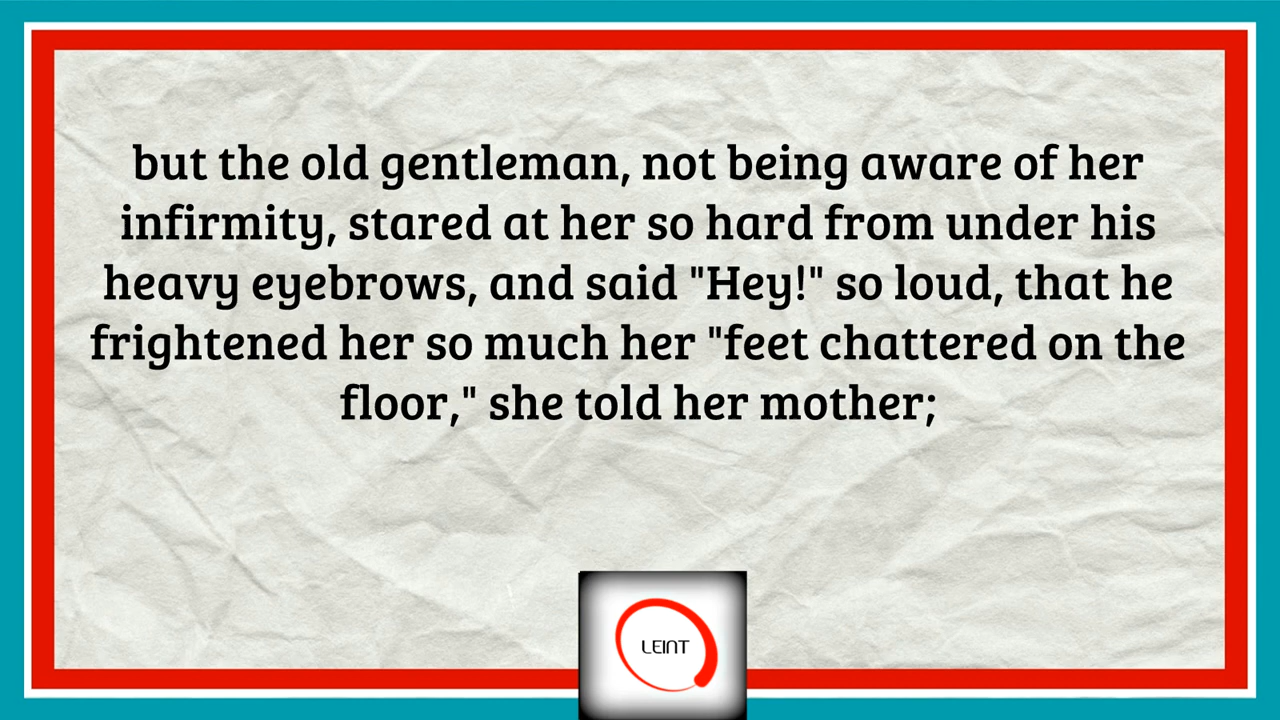 but the old gentleman, not being aware of her
infirmity, stared at her so hard from under his
heavy eyebrows, and said "Hey!" so loud, that he
frightened her so much her "feet chattered on the
floor," she told her mother;
LEINT